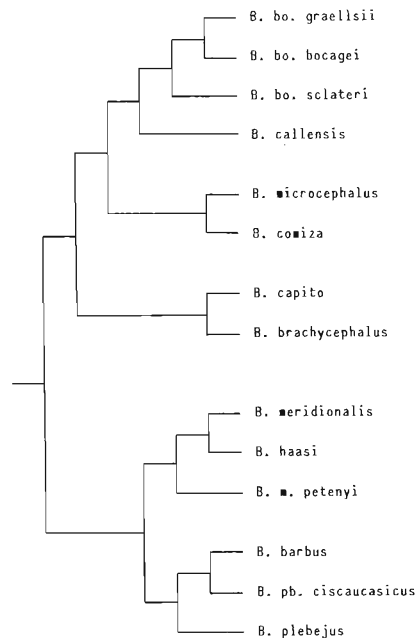 B. bo. graellsii
B. bo. bocagei
B. bo. sclateri
B. callensis
B. microcephalus
B. comiza
B. capito
B. brachycephalus
B. meridionalis
B. haasi
B. m. petenyi
B. barbus
B. pb. ciscaucasicus
B. plebejus